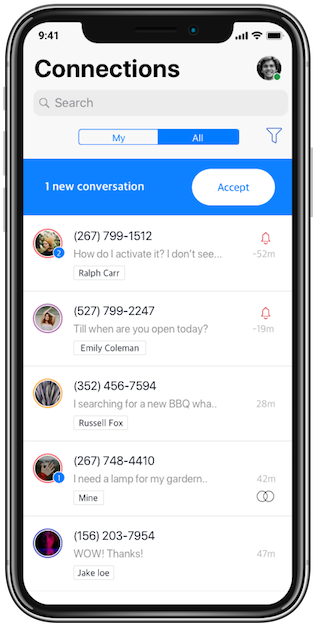 9:41
Connections
Search
My All
1 new conversation Accept
(267) 799-1512
How do I activate it? I don't see...
-52m
2
Ralph Carr
(527) 799-2247
Till when are you open today?
-19m
Emily Coleman
(352) 456-7594
I searching for a new BBQ wha..
28m
Russell Fox
(267) 748-4410
I need a lamp for my gardern..
42m
1
Mine
(156) 203-7954
WOW! Thanks!
47m
Jake loe